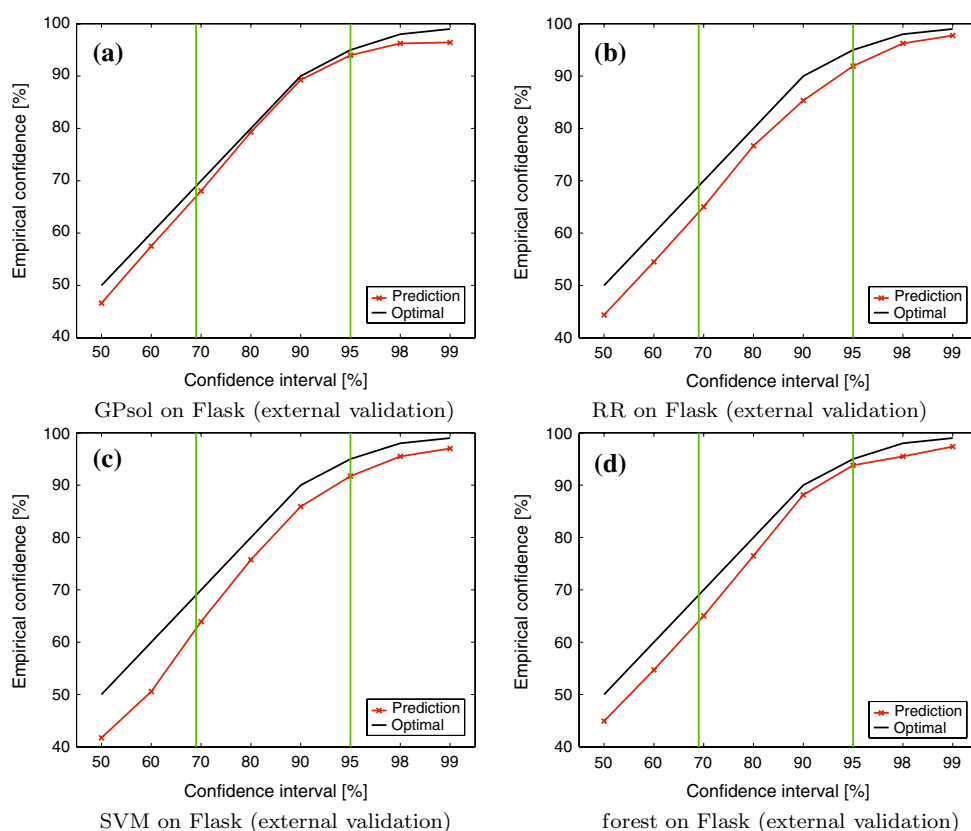 (a)
Empirical confidence [%]
100
90
80
70
60
50
40
Prediction
Optimal
50 60 70 80 90 95 98 99
Confidence interval [%]
GPsol on Flask (external validation)
(b)
Empirical confidence [%]
100
90
80
70
60
50
40
Prediction
Optimal
50 60 70 80 90 95 98 99
Confidence interval [%]
RR on Flask (external validation)
(c)
Empirical confidence [%]
100
90
80
70
60
50
40
Prediction
Optimal
50 60 70 80 90 95 98 99
Confidence interval [%]
SVM on Flask (external validation)
(d)
Empirical confidence [%]
100
90
80
70
60
50
40
Prediction
Optimal
50 60 70 80 90 95 98 99
Confidence interval [%]
forest on Flask (external validation)